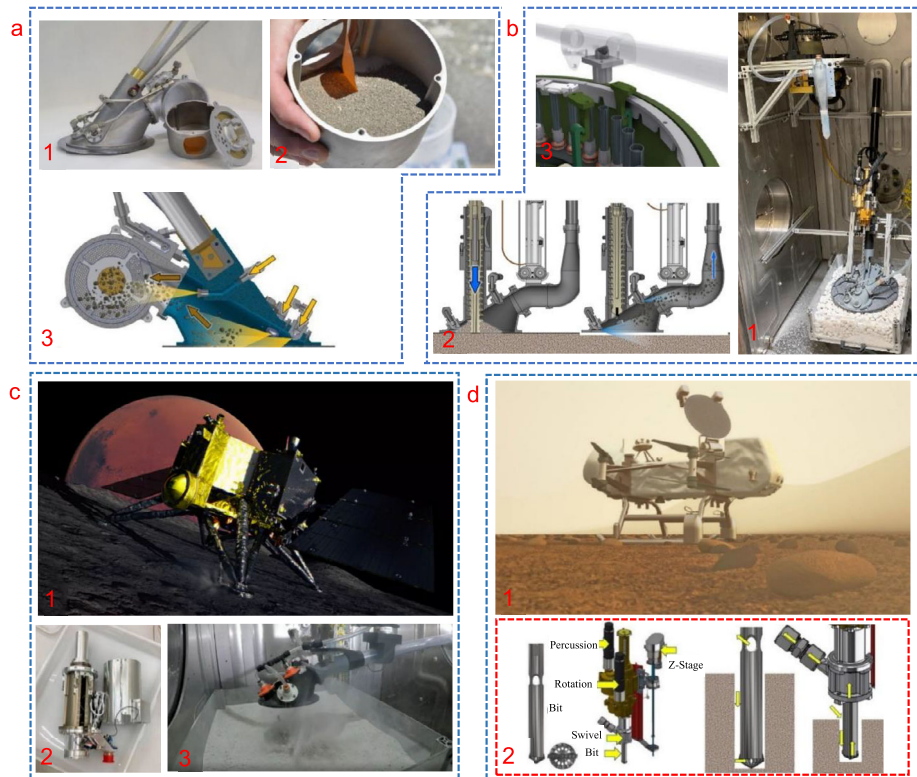 a
1
2
3
b
3
2
1
c
1
2
3
d
1
Percussion
Z-Stage
Rotation
Bit
Swivel
Bit
2